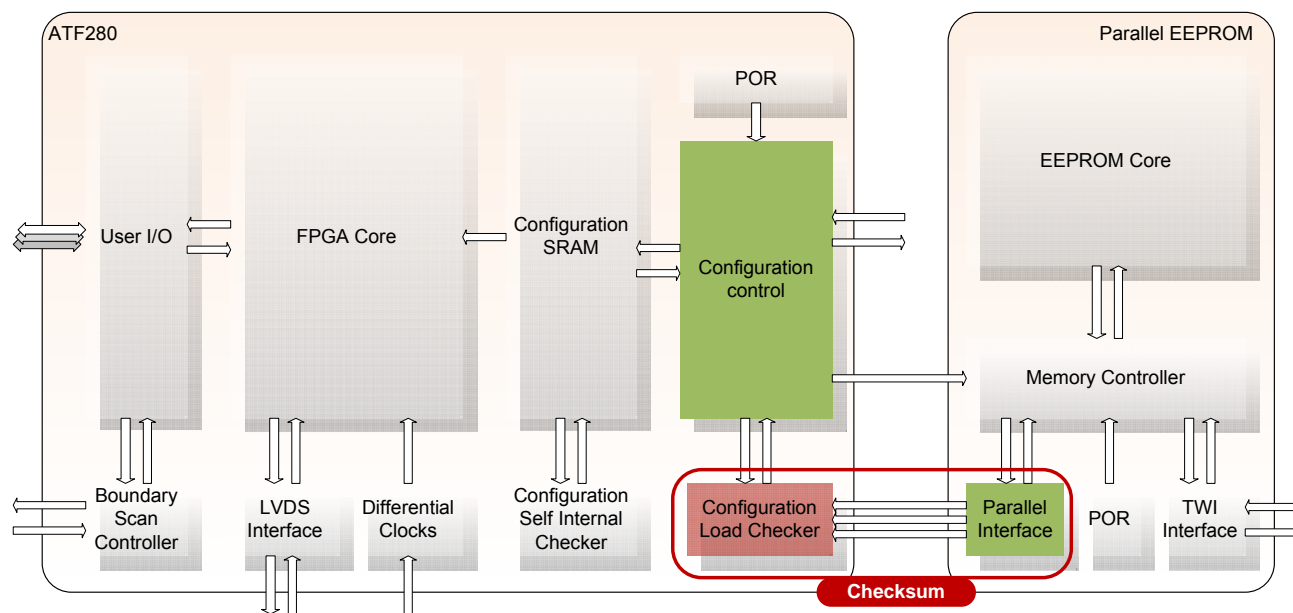 ATF280
Parallel EEPROM
POR
EEPROM Core
User I/O
FPGA Core
Configuration
SRAM
Configuration
control
Memory Controller
Boundary
Scan
Controller
LVDS
Interface
Differential
Clocks
Configuration
Self Internal
Checker
Configuration
Load Checker
Parallel
Interface
POR
TWI
Interface
Checksum